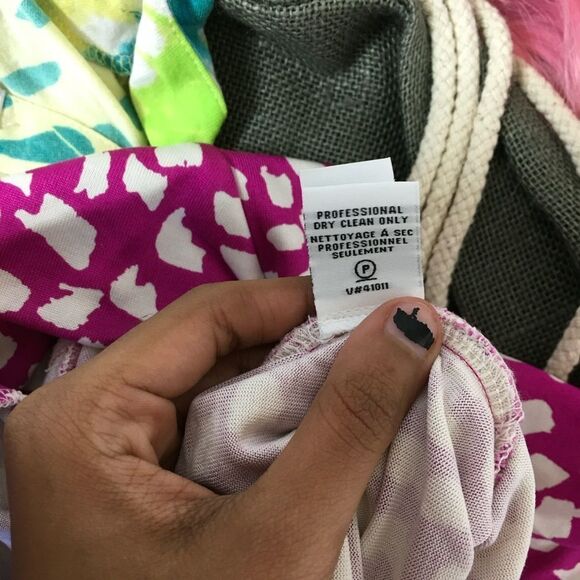 PROFESSIONAL
DRY CLEAN ONLY
NETTOYAGE À SEC
PROFESSIONNEL
SEULEMENT
P
V#41011